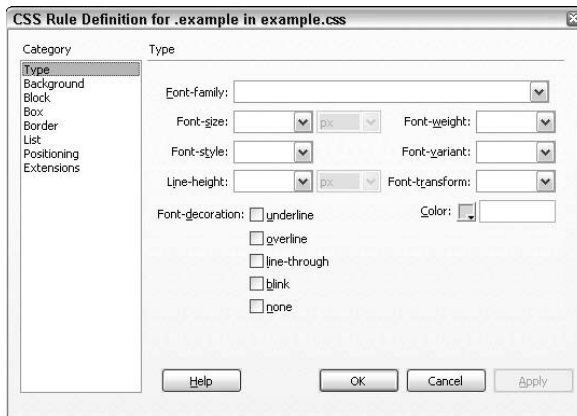 CSS Rule Definition for .example in example.css
Category
Type
Type
Background
Block
Box
Border
List
Positioning
Extensions
Font-family:
Font-size: px Font-weight:
Font-style: Font-variant:
Line-height: px Font-transform:
Font-decoration: underline Color:
overline
line-through
blink
none
Help OK Cancel Apply